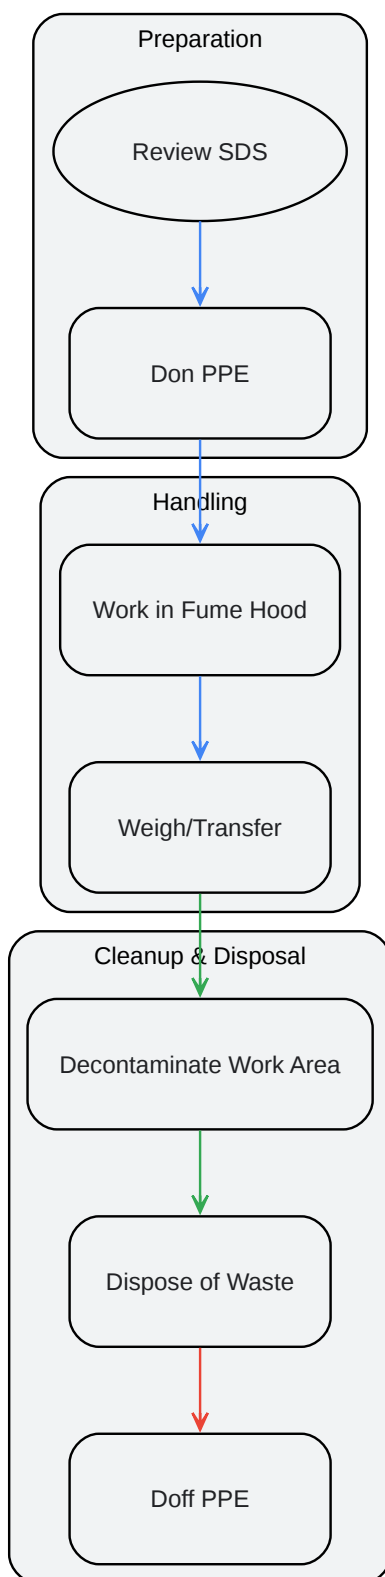 Preparation
Review SDS
Don PPE
Handling
Work in Fume Hood
Weigh/Transfer
Cleanup & Disposal
Decontaminate Work Area
Dispose of Waste
Doff PPE